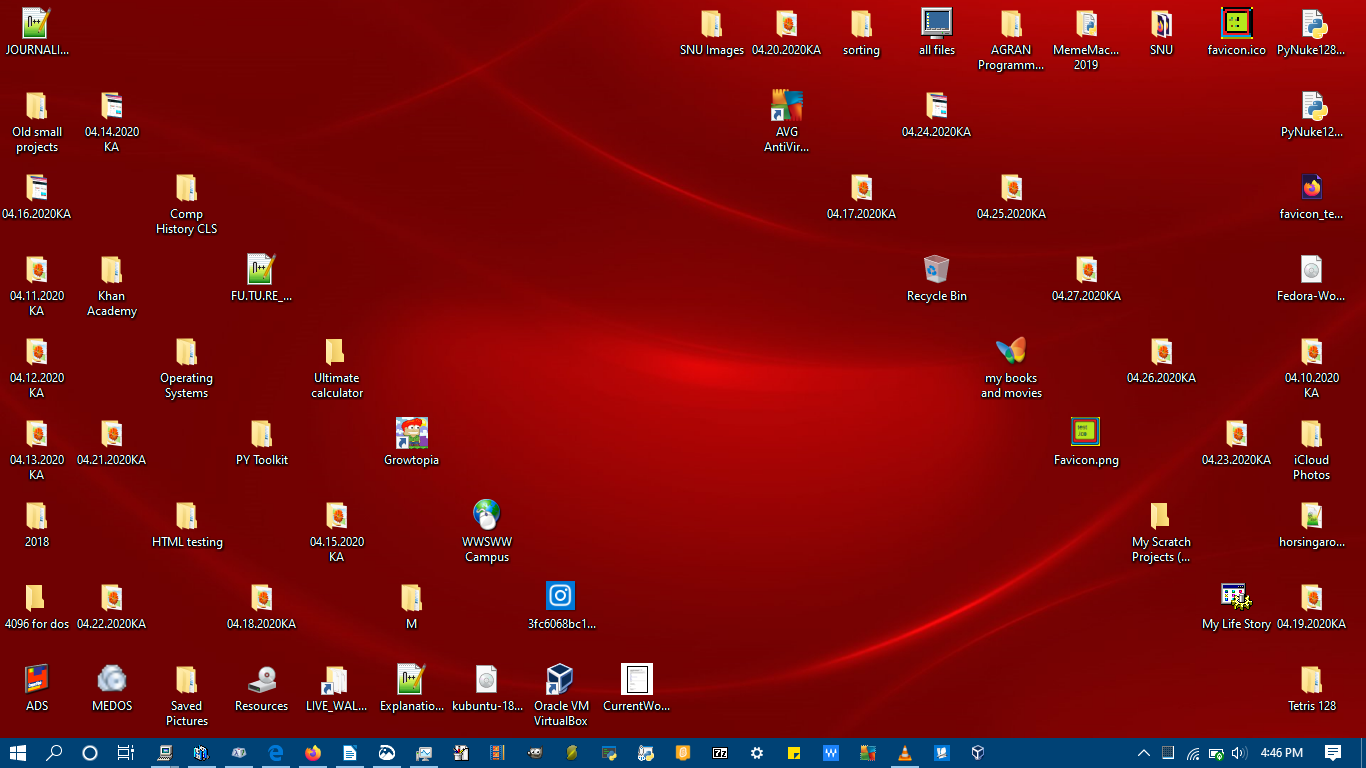 JOURNALI...
SNU Images
04.20.2020KA
sorting
all files
AGRAN
Programm...
MemeMac...
2019
SNU
favicon.ico
PyNuke128...
Old small
projects
04.14.2020
KA
AVG
AntiVir...
04.24.2020KA
PyNuke12...
04.16.2020KA
Comp
History CLS
04.17.2020KA
04.25.2020KA
favicon_te...
04.11.2020
KA
Khan
Academy
FU.TU.RE_...
Recycle Bin
04.27.2020KA
Fedora-Wo...
04.12.2020
KA
Operating
Systems
Ultimate
calculator
my books
and movies
04.26.2020KA
04.10.2020
KA
04.13.2020
KA
04.21.2020KA
PY Toolkit
Growtopia
Favicon.png
04.23.2020KA
iCloud
Photos
2018
HTML testing
04.15.2020
KA
WWSWW
Campus
My Scratch
Projects (...
horsingaro...
4096 for dos
04.22.2020KA
04.18.2020KA
M
3fc6068bc1...
My Life Story
04.19.2020KA
ADS
MEDOS
Saved
Pictures
Resources
LIVE_WAL...
Explanatio...
kubuntu-18...
Oracle VM
VirtualBox
CurrentWo...
Tetris 128
4:46 PM